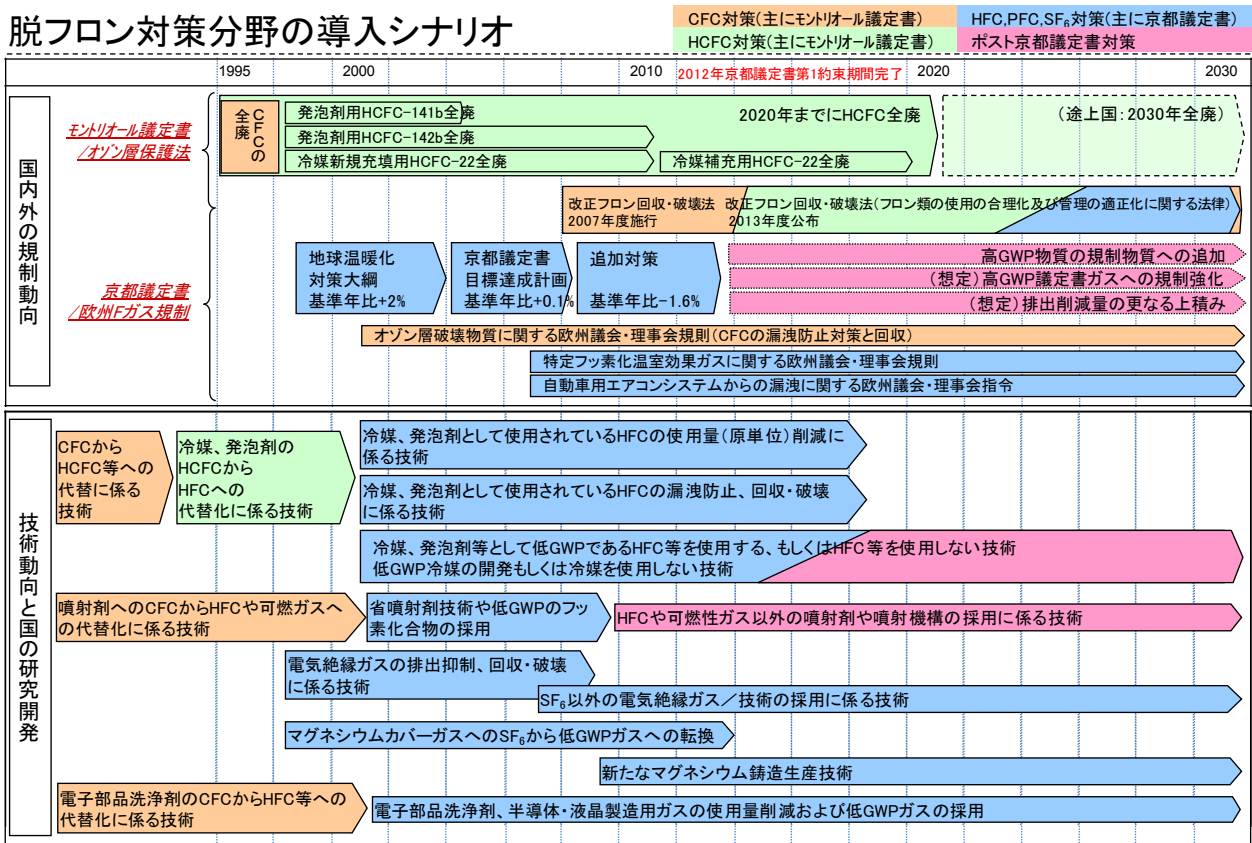 脱フロン対策分野の導入シナリオ
CFC対策(主にモントリオール議定書)
HFC,PFC,SF₆対策(主に京都議定書)
HCFC対策(主にモントリオール議定書)
ポスト京都議定書対策
1995
2000
2010
2012年京都議定書第1約束期間完了
2020
2030
国内外の規制動向
モントリオール議定書
/オゾン層保護法
CFCの
全廃
発泡剤用HCFC-141b全廃
発泡剤用HCFC-142b全廃
冷媒新規充填用HCFC-22全廃
冷媒補充用HCFC-22全廃
2020年までにHCFC全廃
(途上国:2030年全廃)
改正フロン回収・破壊法
2007年度施行
改正フロン回収・破壊法(フロン類の使用の合理化及び管理の適正化に関する法律)
2013年度公布
京都議定書
/欧州Fガス規制
地球温暖化
対策大綱
基準年比+2%
京都議定書
目標達成計画
基準年比+0.1%
追加対策
基準年比-1.6%
高GWP物質の規制物質への追加
(想定)高GWP議定書ガスへの規制強化
(想定)排出削減量の更なる上積み
オゾン層破壊物質に関する欧州議会・理事会規則(CFCの漏洩防止対策と回収)
特定フッ素化温室効果ガスに関する欧州議会・理事会規則
自動車用エアコンシステムからの漏洩に関する欧州議会・理事会指令
技術動向と国の研究開発
CFCから
HCFC等への
代替に係る
技術
冷媒、発泡剤の
HCFCから
HFCへの
代替化に係る技術
冷媒、発泡剤として使用されているHFCの使用量(原単位)削減に
係る技術
冷媒、発泡剤として使用されているHFCの漏洩防止、回収・破壊
に係る技術
冷媒、発泡剤等として低GWPであるHFC等を使用する、もしくはHFC等を使用しない技術
低GWP冷媒の開発もしくは冷媒を使用しない技術
噴射剤へのCFCからHFCや可燃ガスへ
の代替化に係る技術
省噴射剤技術や低GWPのフッ
素化合物の採用
HFCや可燃性ガス以外の噴射剤や噴射機構の採用に係る技術
電気絶縁ガスの排出抑制、回収・破壊
に係る技術
SF₆以外の電気絶縁ガス/技術の採用に係る技術
マグネシウムカバーガスへのSF₆から低GWPガスへの転換
新たなマグネシウム鋳造生産技術
電子部品洗浄剤のCFCからHFC等への
代替化に係る技術
電子部品洗浄剤、半導体・液晶製造用ガスの使用量削減および低GWPガスの採用